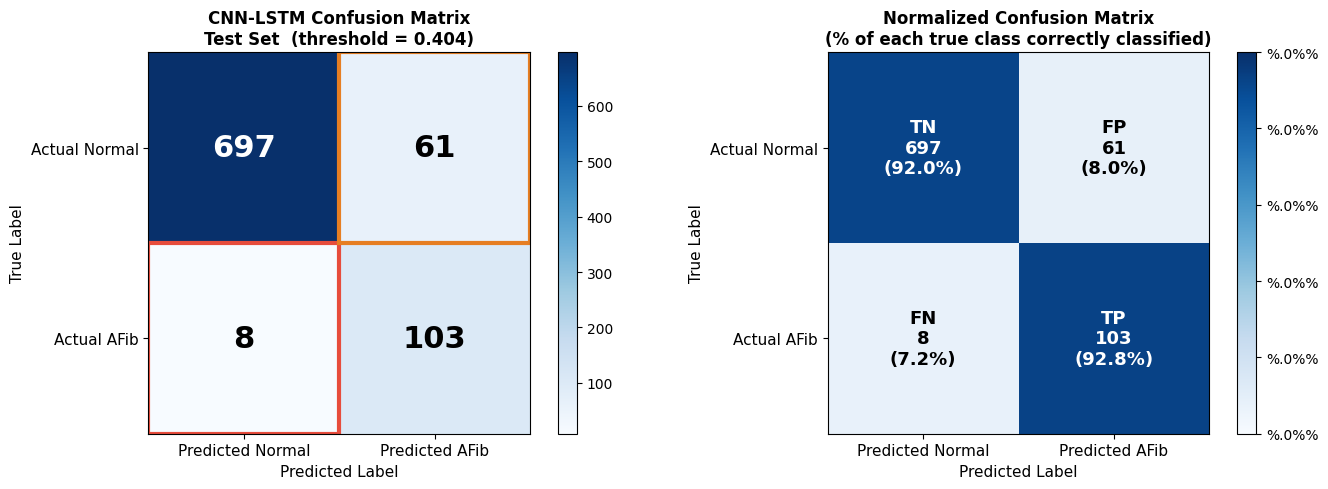 CNN-LSTM Confusion Matrix
Test Set (threshold = 0.404)
True Label
Actual Normal
Actual AFib
697
61
8
103
Predicted Normal
Predicted AFib
Predicted Label
600
500
400
300
200
100
Normalized Confusion Matrix
(% of each true class correctly classified)
True Label
Actual Normal
Actual AFib
TN
697
(92.0%)
FP
61
(8.0%)
FN
8
(7.2%)
TP
103
(92.8%)
Predicted Normal
Predicted AFib
Predicted Label
%.0%%
%.0%%
%.0%%
%.0%%
%.0%%
%.0%%